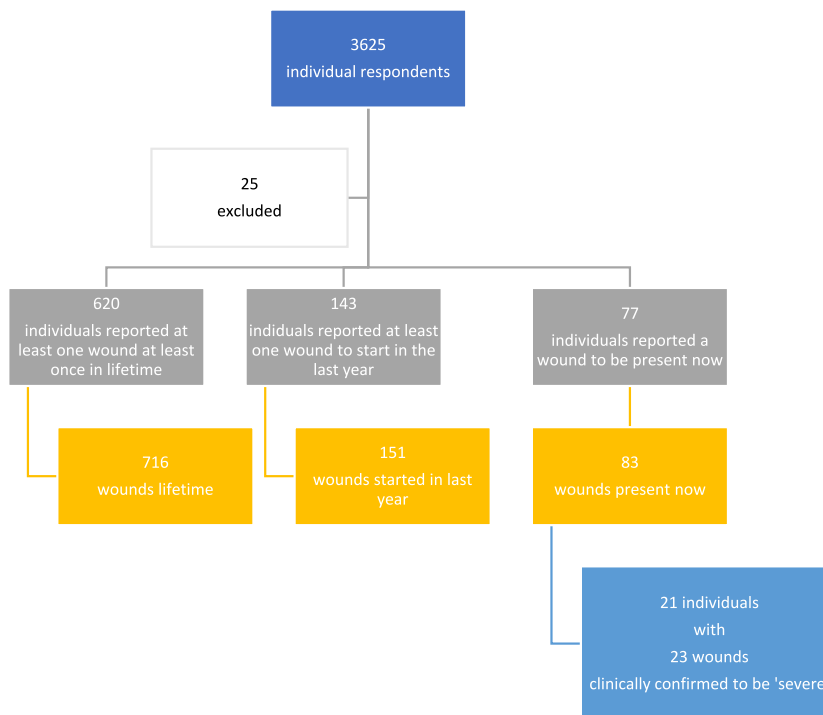 3625
individual respondents
25
excluded
620
individuals reported at
least one wound at least
once in lifetime
143
indiduals reported at least
one wound to start in the
last year
77
individuals reported a
wound to be present now
716
wounds lifetime
151
wounds started in last
year
83
wounds present now
21 individuals
with
23 wounds
clinically confirmed to be 'severe